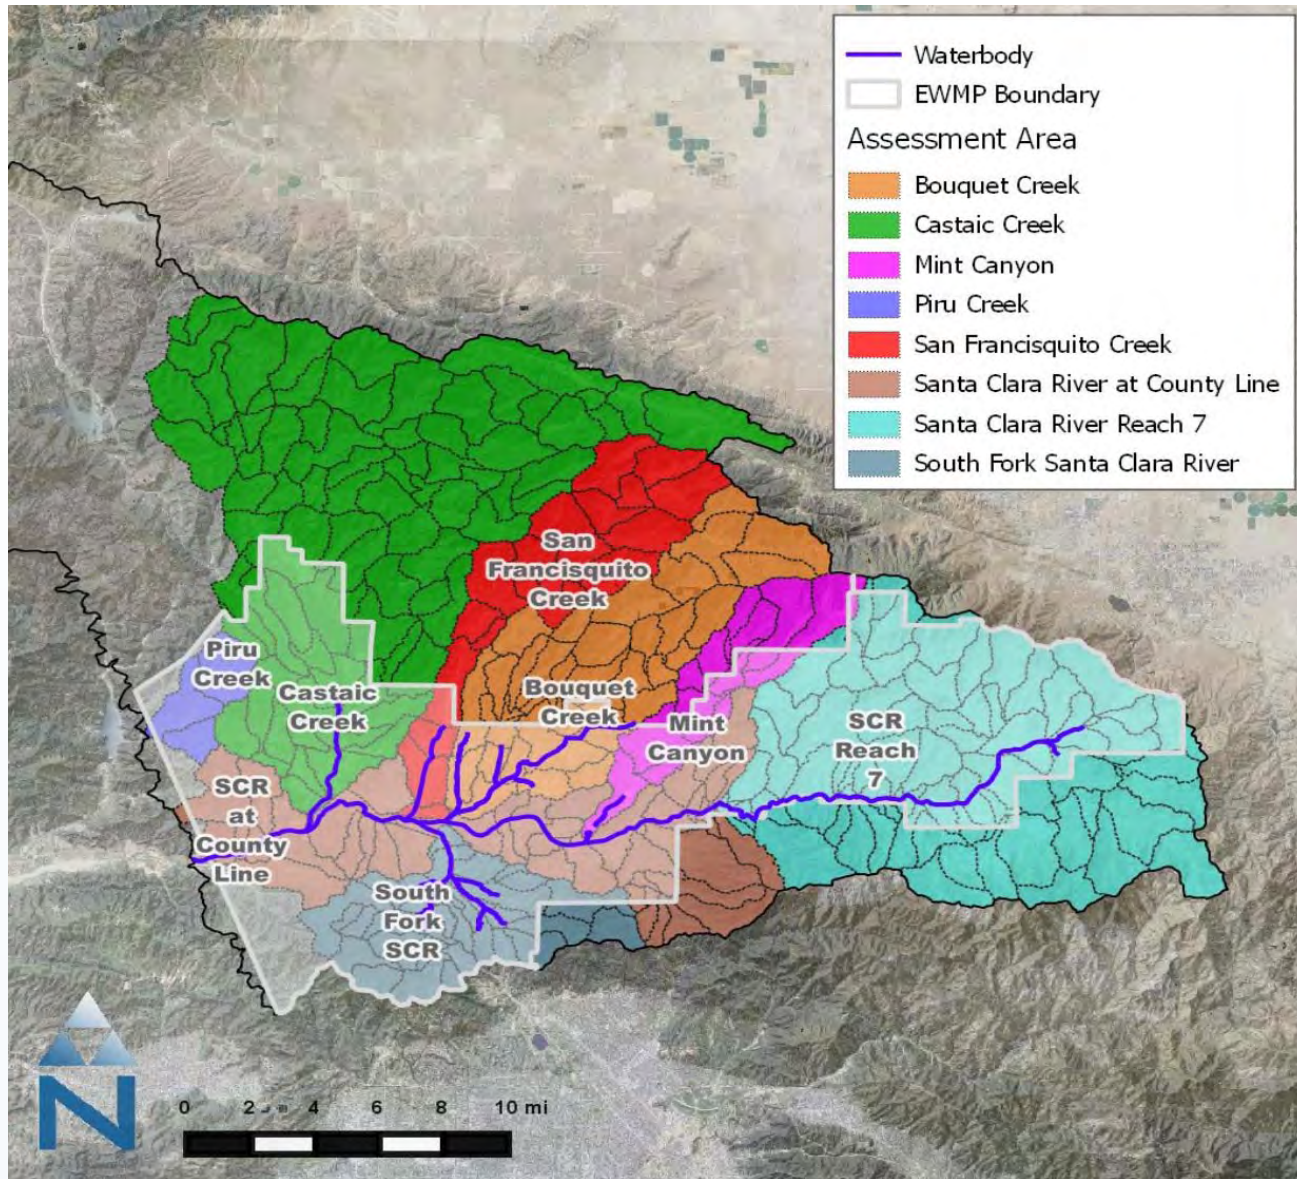 Waterbody
EWMP Boundary
Assessment Area
Bouquet Creek
Castaic Creek
Mint Canyon
Piru Creek
San Francisquito Creek
Santa Clara River at County Line
Santa Clara River Reach 7
South Fork Santa Clara River
San
Francisquito
Creek
Piru
Creek
Castaic
Creek
Bouquet
Creek
Mint
Canyon
SCR
Reach
7
SCR
at
County
Line
South
Fork
SCR
N
0 2 4 6 8 10 mi